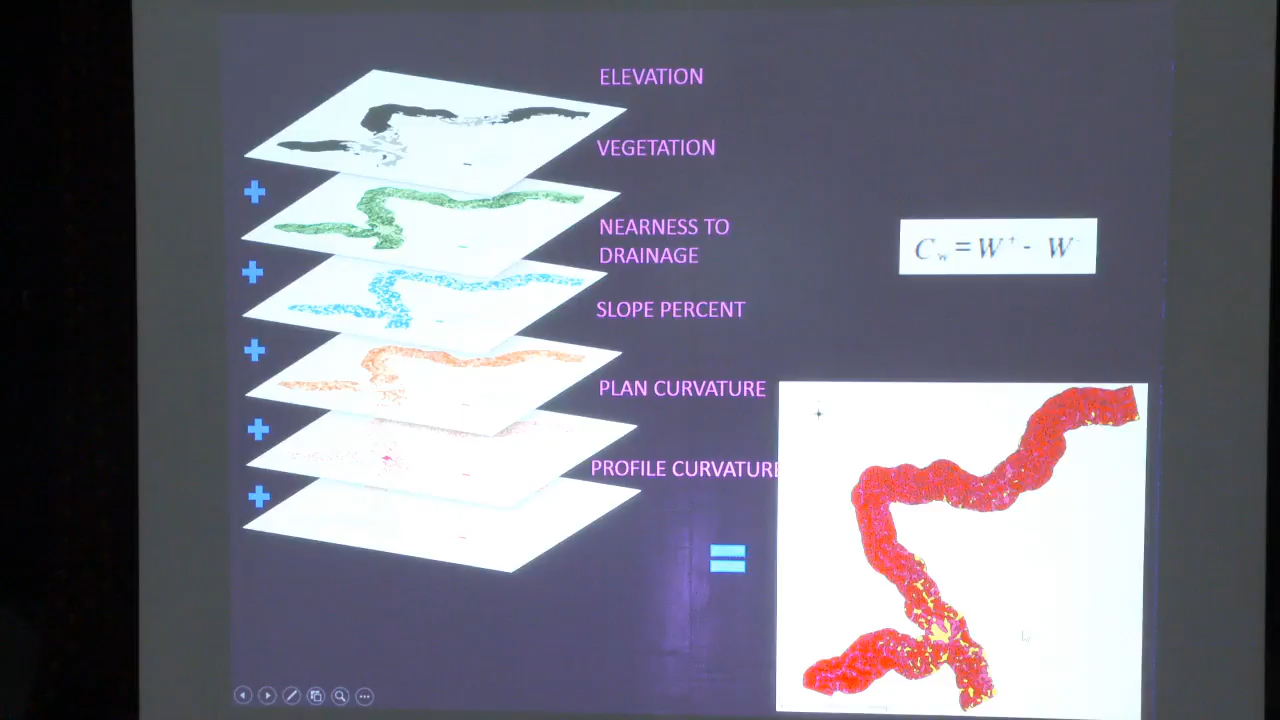 ELEVATION
VEGETATION
NEARNESS TO
DRAINAGE
SLOPE PERCENT
PLAN CURVATURE
PROFILE CURVATURE
C_w = W⁺ - W⁻